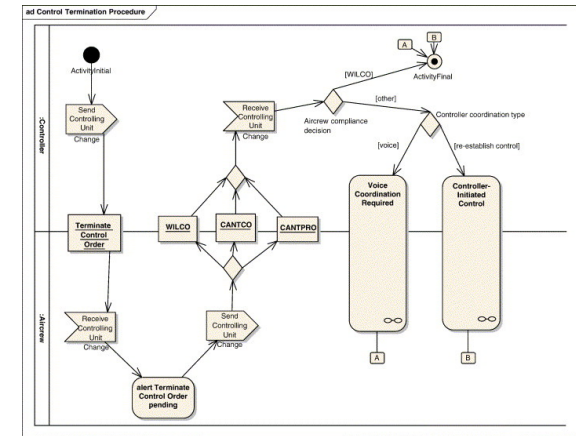 ad Control Termination Procedure
:Controller
:Aircrew
ActivityInitial
Send
Controlling
Unit
Change
Terminate
Control
Order
Receive
Controlling
Unit
Change
alert Terminate
Control Order
pending
Send
Controlling
Unit
Change
WILCO
CANTCO
CANTPRO
Receive
Controlling
Unit
Change
Aircrew compliance
decision
[WILCO]
[other]
A
B
ActivityFinal
Controller coordination type
[voice]
[re-establish control]
Voice
Coordination
Required
Controller-
Initiated
Control
A
B